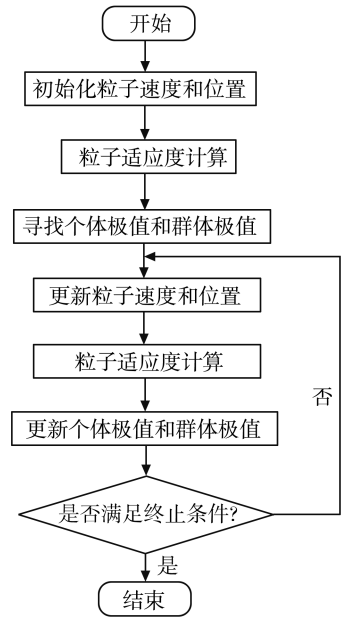 开始
初始化粒子速度和位置
粒子适应度计算
寻找个体极值和群体极值
更新粒子速度和位置
粒子适应度计算
更新个体极值和群体极值
是否满足终止条件?
否
是
结束